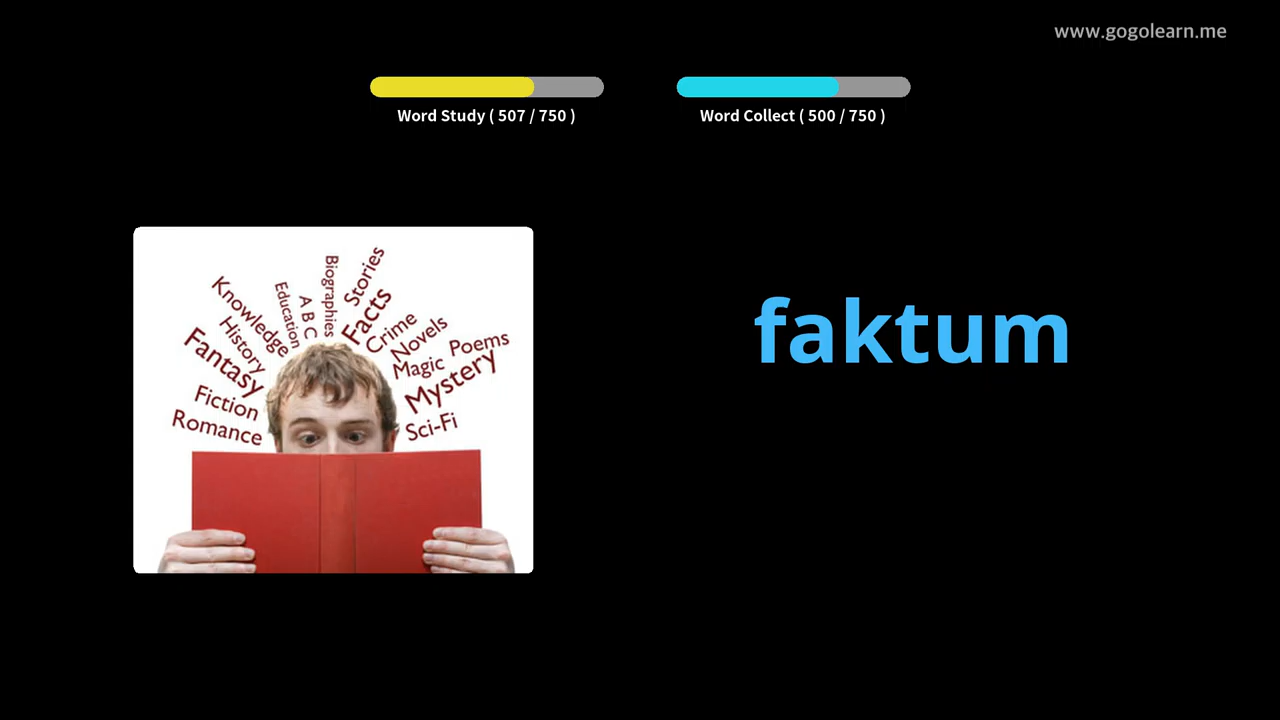 www.gogolearn.me
Word Study ( 507 / 750 )
Word Collect ( 500 / 750 )
faktum
Biographies
Stories
Education
A B C
Facts
Knowledge
Crime
History
Novels
Poems
Fantasy
Magic
Mystery
Fiction
Romance
Sci-Fi